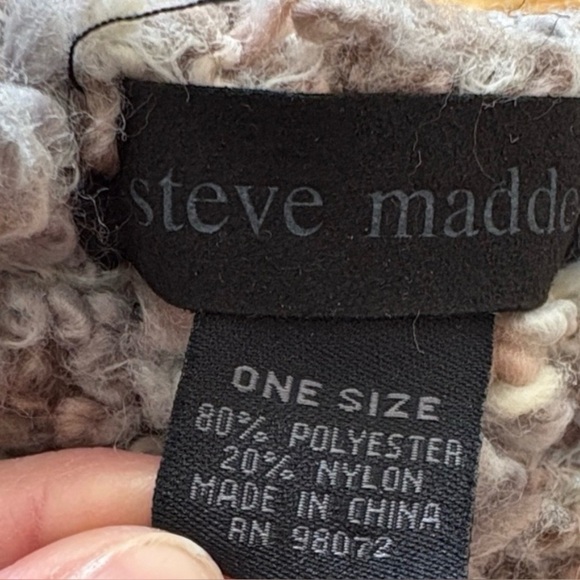 steve madde
ONE SIZE
80% POLYESTER
20% NYLON
MADE IN CHINA
RN 98072